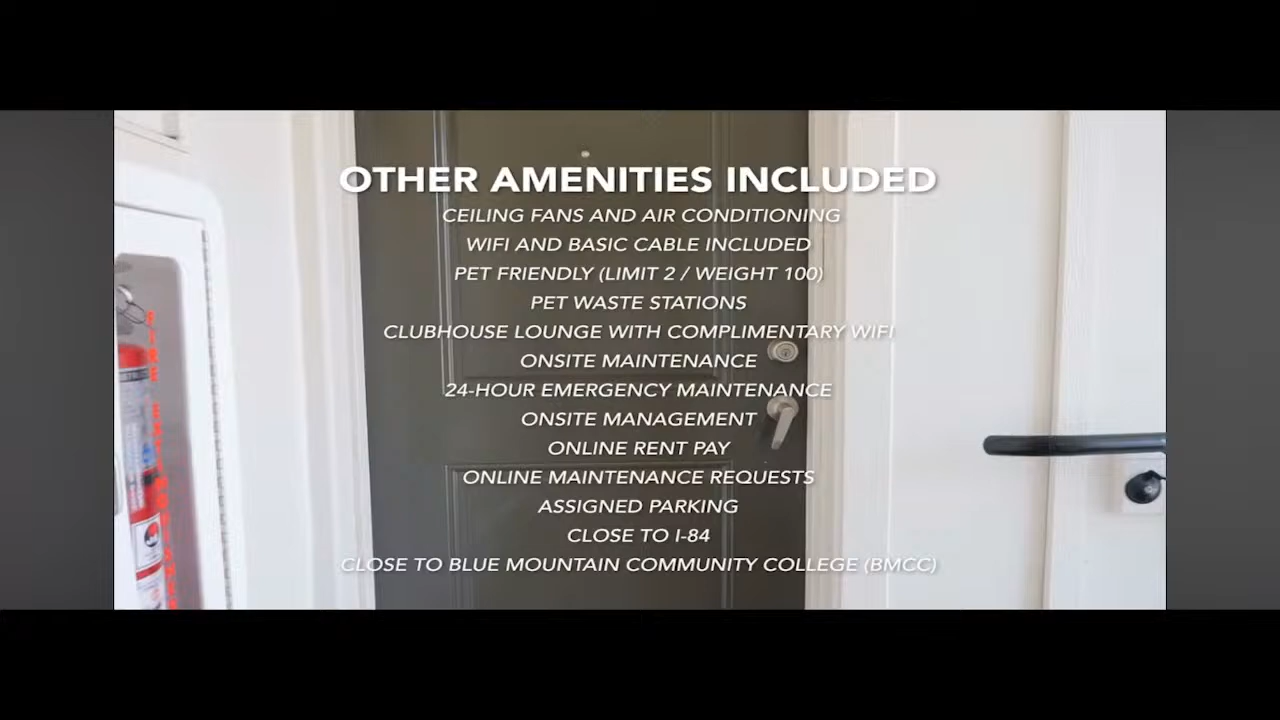 OTHER AMENITIES INCLUDED
CEILING FANS AND AIR CONDITIONING
WIFI AND BASIC CABLE INCLUDED
PET FRIENDLY (LIMIT 2 / WEIGHT 100)
PET WASTE STATIONS
CLUBHOUSE LOUNGE WITH COMPLIMENTARY WIFI
ONSITE MAINTENANCE
24-HOUR EMERGENCY MAINTENANCE
ONSITE MANAGEMENT
ONLINE RENT PAY
ONLINE MAINTENANCE REQUESTS
ASSIGNED PARKING
CLOSE TO I-84
CLOSE TO BLUE MOUNTAIN COMMUNITY COLLEGE (BMCC)
FIRE EXTINGUISHER